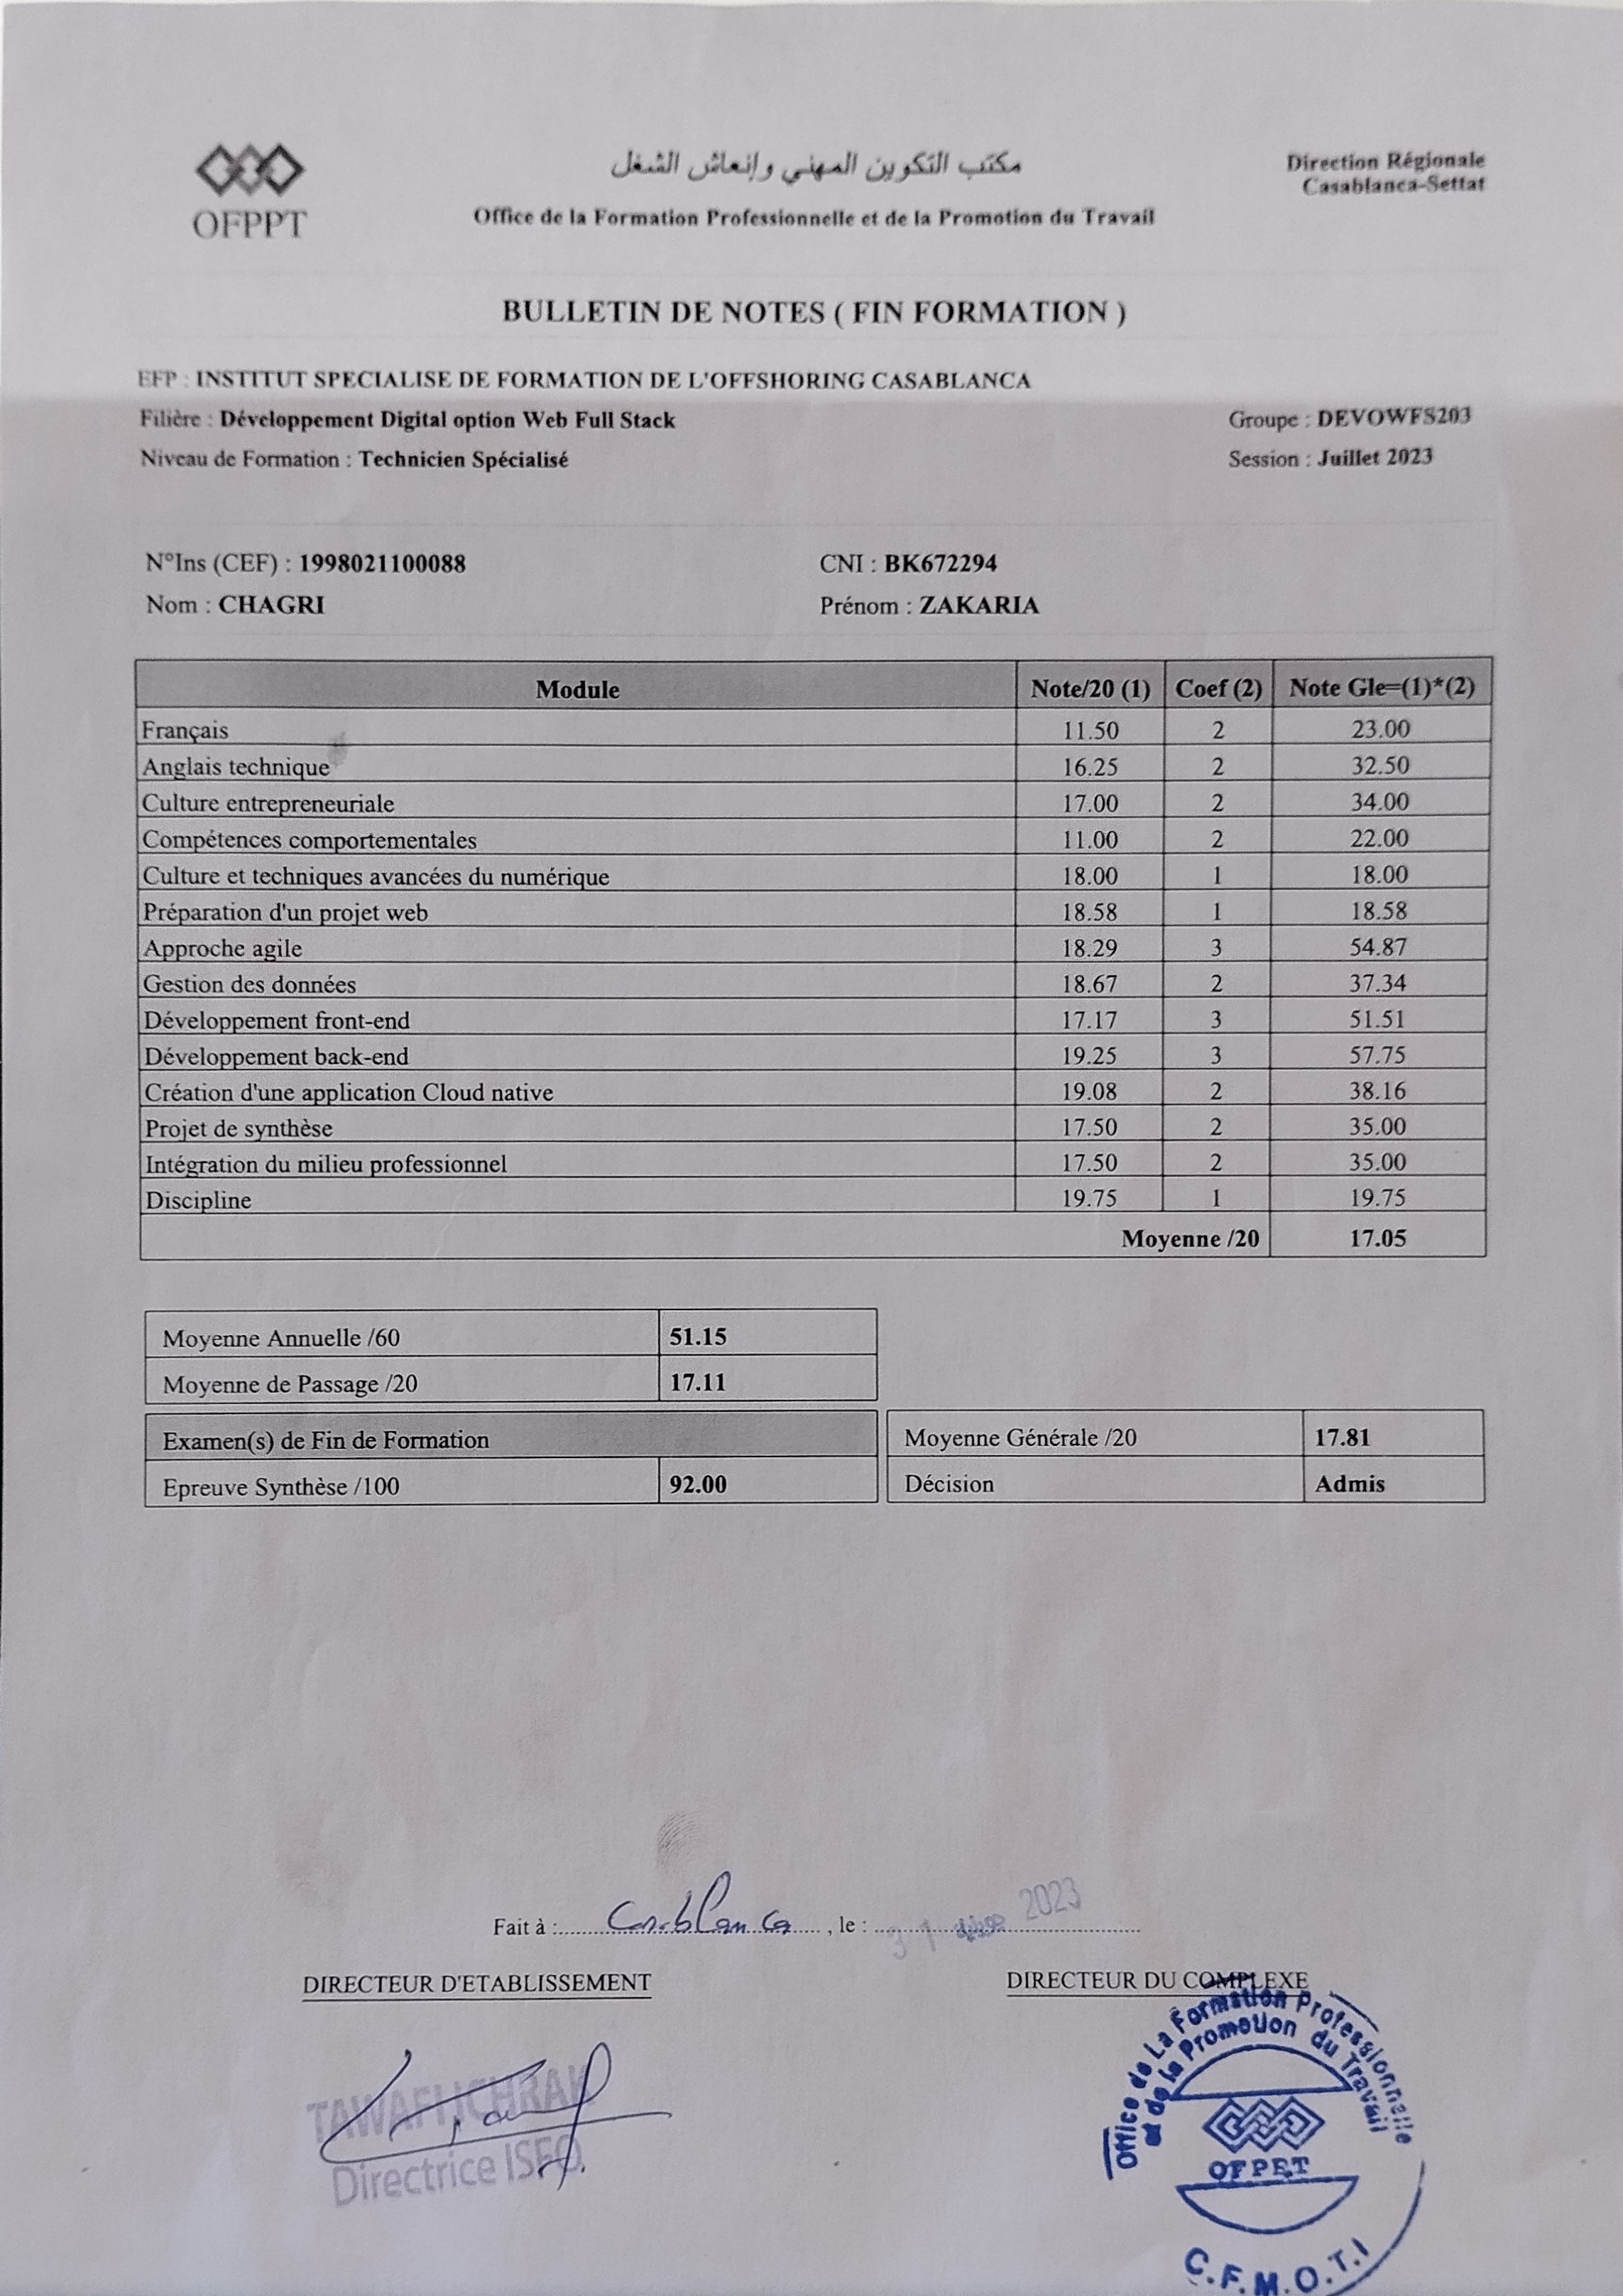 OFPPT
مكتب التكوين المهني وإنعاش الشغل
Office de la Formation Professionnelle et de la Promotion du Travail
Direction Régionale
Casablanca-Settat
BULLETIN DE NOTES ( FIN FORMATION )
EFP : INSTITUT SPECIALISE DE FORMATION DE L'OFFSHORING CASABLANCA
Filière : Développement Digital option Web Full Stack
Groupe : DEVOWFS203
Niveau de Formation : Technicien Spécialisé
Session : Juillet 2023
N°Ins (CEF) : 1998021100088
CNI : BK672294
Nom : CHAGRI
Prénom : ZAKARIA
Module Note/20 (1) Coef (2) Note Gle=(1)*(2)
Français 11.50 2 23.00
Anglais technique 16.25 2 32.50
Culture entrepreneuriale 17.00 2 34.00
Compétences comportementales 11.00 2 22.00
Culture et techniques avancées du numérique 18.00 1 18.00
Préparation d'un projet web 18.58 1 18.58
Approche agile 18.29 3 54.87
Gestion des données 18.67 2 37.34
Développement front-end 17.17 3 51.51
Développement back-end 19.25 3 57.75
Création d'une application Cloud native 19.08 2 38.16
Projet de synthèse 17.50 2 35.00
Intégration du milieu professionnel 17.50 2 35.00
Discipline 19.75 1 19.75
Moyenne /20 17.05
Moyenne Annuelle /60 51.15
Moyenne de Passage /20 17.11
Examen(s) de Fin de Formation
Moyenne Générale /20 17.81
Epreuve Synthèse /100 92.00
Décision Admis
Fait à : Casablanca , le : 31 2023
DIRECTEUR D'ETABLISSEMENT
DIRECTEUR DU COMPLEXE
TAWAFI ICHRAK
Directrice ISFO
Office de La Formation Professionnelle
et de la Promotion du Travail
OFPPT
C.F.M.O.T.I